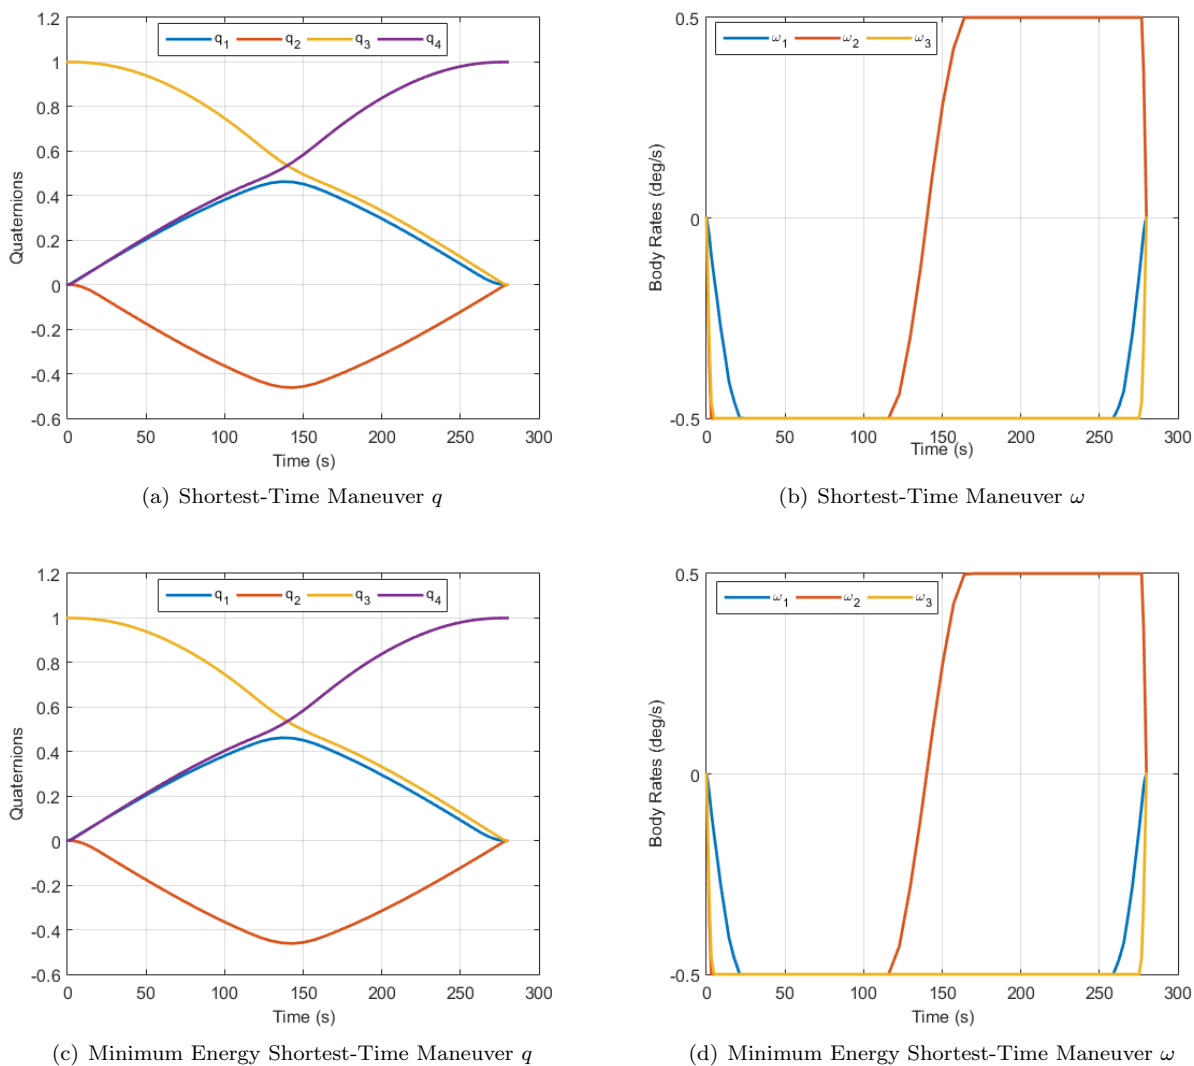 q1 q2 q3 q4
1.2
1
0.8
0.6
0.4
0.2
0
-0.2
-0.4
-0.6
Quaternions
0 50 100 150 200 250 300
Time (s)
(a) Shortest-Time Maneuver q
ω1 ω2 ω3
0.5
0
-0.5
Body Rates (deg/s)
0 50 100 150 200 250 300
Time (s)
(b) Shortest-Time Maneuver ω
q1 q2 q3 q4
1.2
1
0.8
0.6
0.4
0.2
0
-0.2
-0.4
-0.6
Quaternions
0 50 100 150 200 250 300
Time (s)
(c) Minimum Energy Shortest-Time Maneuver q
ω1 ω2 ω3
0.5
0
-0.5
Body Rates (deg/s)
0 50 100 150 200 250 300
Time (s)
(d) Minimum Energy Shortest-Time Maneuver ω